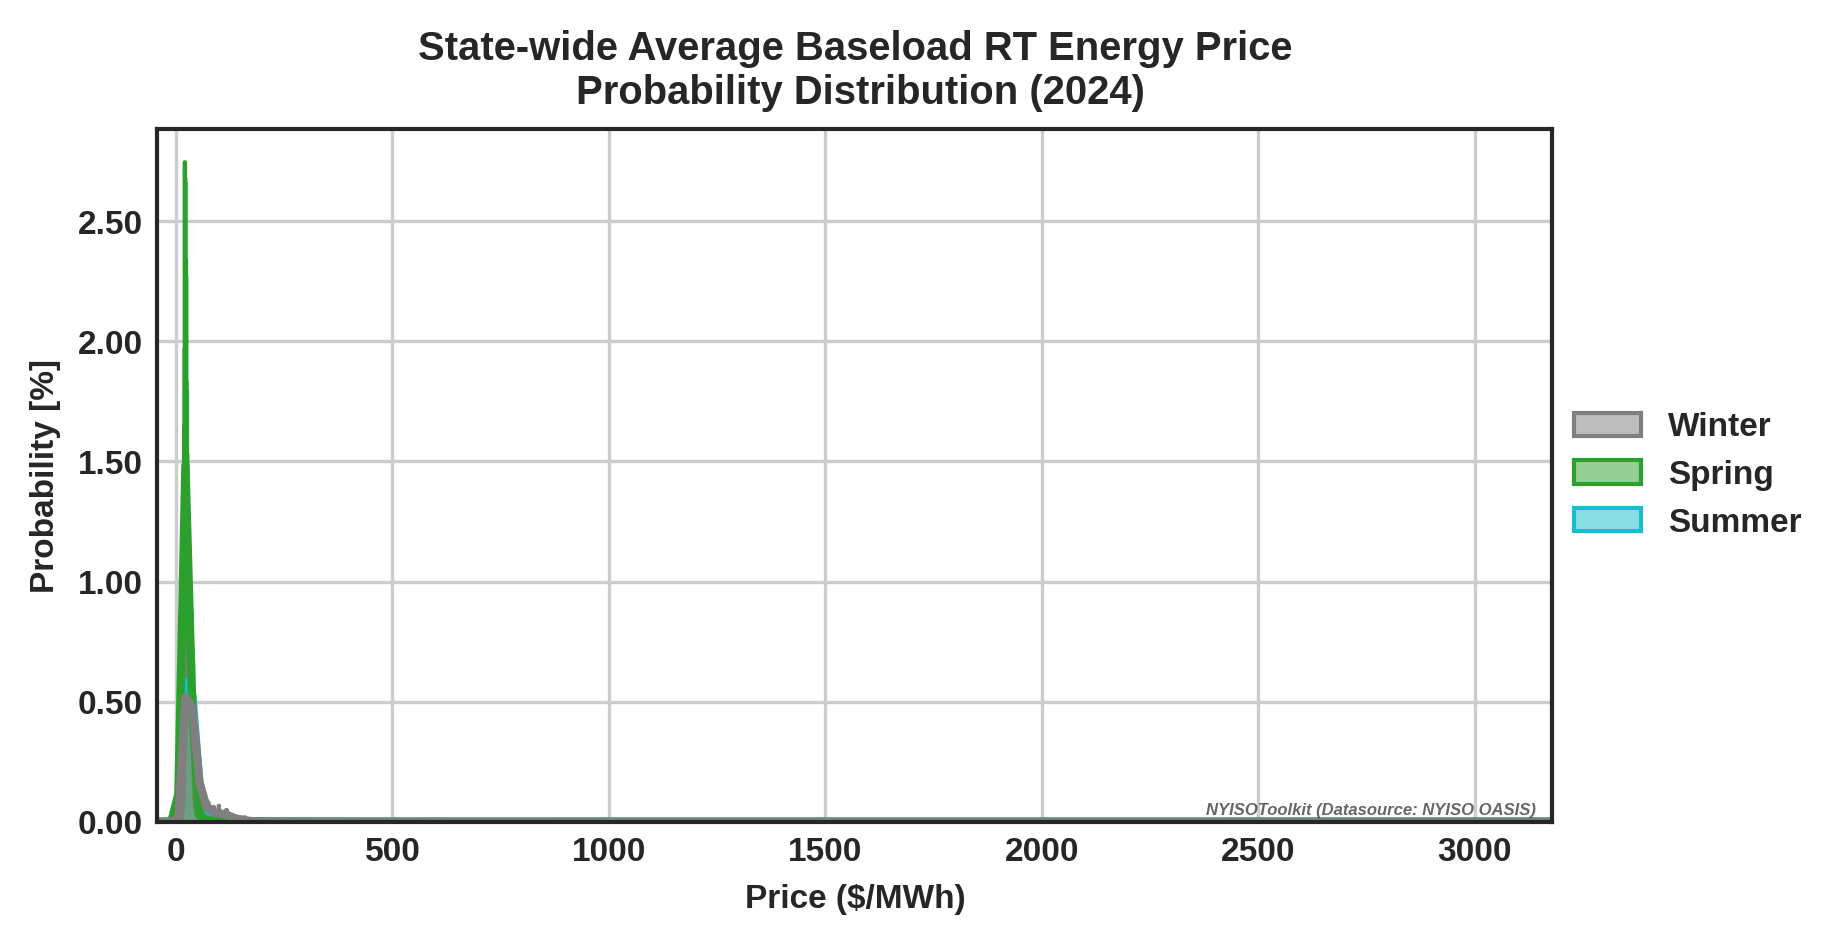 State-wide Average Baseload RT Energy Price
Probability Distribution (2024)
Probability [%]
2.50
2.00
1.50
1.00
0.50
0.00
0 500 1000 1500 2000 2500 3000
Price ($/MWh)
Winter
Spring
Summer
NYISOToolkit (Datasource: NYISO OASIS)